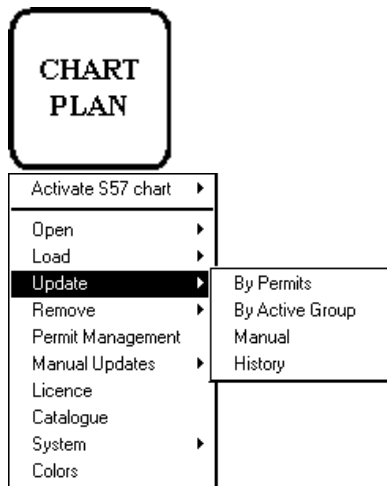 CHART
PLAN
Activate S57 chart
Open
Load
Update
Remove
Permit Management
Manual Updates
Licence
Catalogue
System
Colors
By Permits
By Active Group
Manual
History